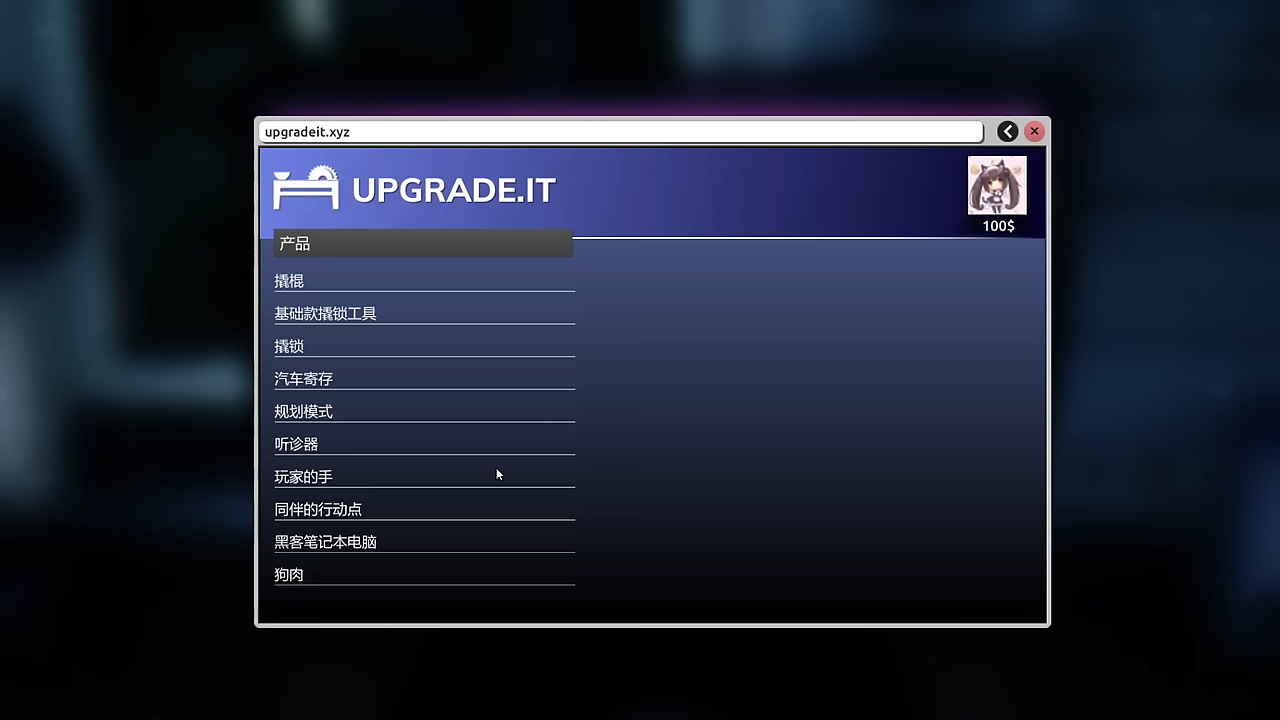 upgradeit.xyz
UPGRADE.IT
100$
产品
撬棍
基础款撬锁工具
撬锁
汽车寄存
规划模式
听诊器
玩家的手
同伴的行动点
黑客笔记本电脑
狗肉